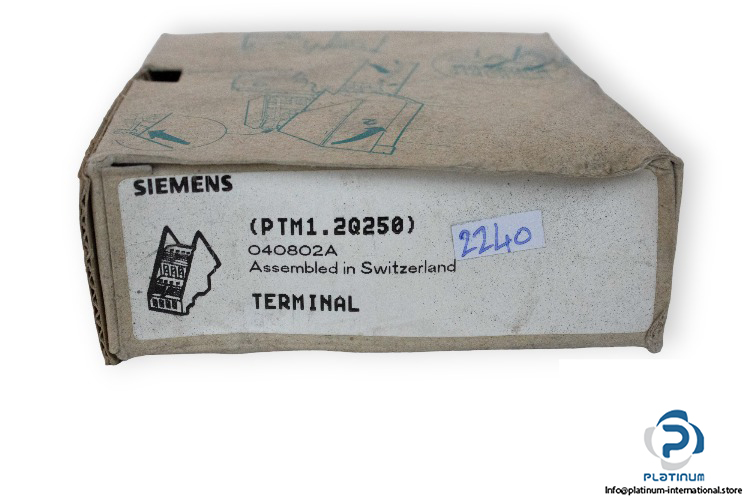 SIEMENS
(PTM1.2Q250)
040802A
Assembled in Switzerland
TERMINAL
2240
PLATINUM
Info@platinum-international.store